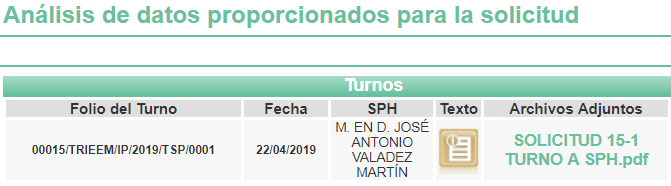 Análisis de datos proporcionados para la solicitud
Turnos
Folio del Turno Fecha SPH Texto Archivos Adjuntos
00015/TRIEEM/IP/2019/TSP/0001 22/04/2019 M. EN D. JOSÉ ANTONIO VALADEZ MARTÍN SOLICITUD 15-1 TURNO A SPH.pdf